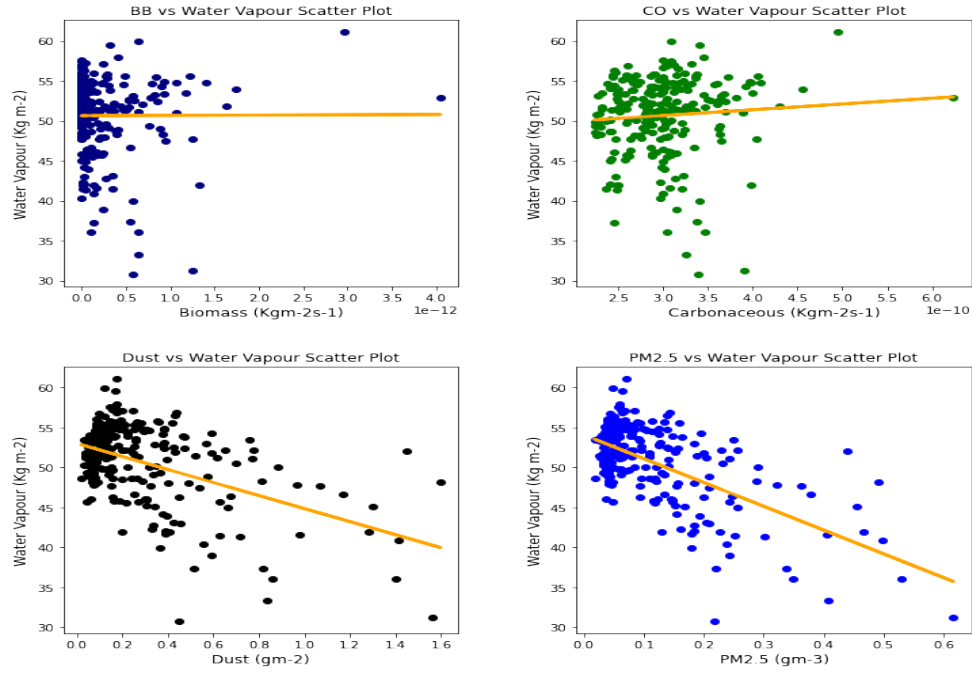 BB vs Water Vapour Scatter Plot
Water Vapour (Kg m-2)
60
55
50
45
40
35
30
0.0 0.5 1.0 1.5 2.0 2.5 3.0 3.5 4.0
Biomass (Kgm-2s-1)
1e−12
CO vs Water Vapour Scatter Plot
Water Vapour (Kg m-2)
60
55
50
45
40
35
30
2.5 3.0 3.5 4.0 4.5 5.0 5.5 6.0
Carbonaceous (Kgm-2s-1)
1e−10
Dust vs Water Vapour Scatter Plot
Water Vapour (Kg m-2)
60
55
50
45
40
35
30
0.0 0.2 0.4 0.6 0.8 1.0 1.2 1.4 1.6
Dust (gm-2)
PM2.5 vs Water Vapour Scatter Plot
Water Vapour (Kg m-2)
60
55
50
45
40
35
30
0.0 0.1 0.2 0.3 0.4 0.5 0.6
PM2.5 (gm-3)